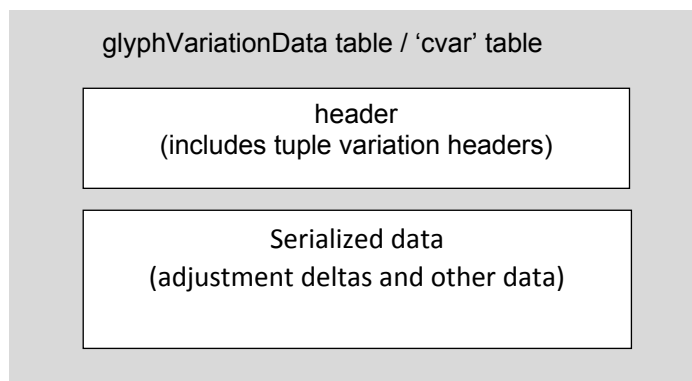 glyphVariationData table / ‘cvar’ table
header
(includes tuple variation headers)
Serialized data
(adjustment deltas and other data)